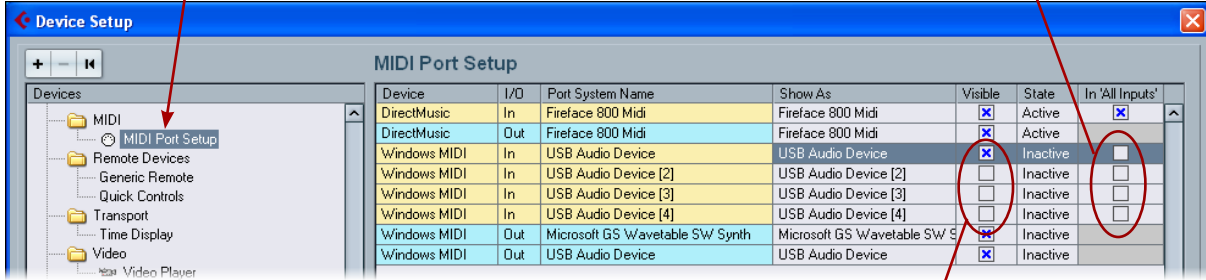 Device Setup
+ −
MIDI Port Setup
Devices
Device I/O Port System Name Show As Visible State In 'All Inputs'
MIDI
MIDI Port Setup
Remote Devices
Generic Remote
Quick Controls
Transport
Time Display
Video
Video Player
DirectMusic In Fireface 800 Midi Fireface 800 Midi Active
DirectMusic Out Fireface 800 Midi Fireface 800 Midi Active
Windows MIDI In USB Audio Device USB Audio Device Inactive
Windows MIDI In USB Audio Device [2] USB Audio Device [2] Inactive
Windows MIDI In USB Audio Device [3] USB Audio Device [3] Inactive
Windows MIDI In USB Audio Device [4] USB Audio Device [4] Inactive
Windows MIDI Out Microsoft GS Wavetable SW Synth Microsoft GS Wavetable SW S Inactive
Windows MIDI Out USB Audio Device USB Audio Device Inactive